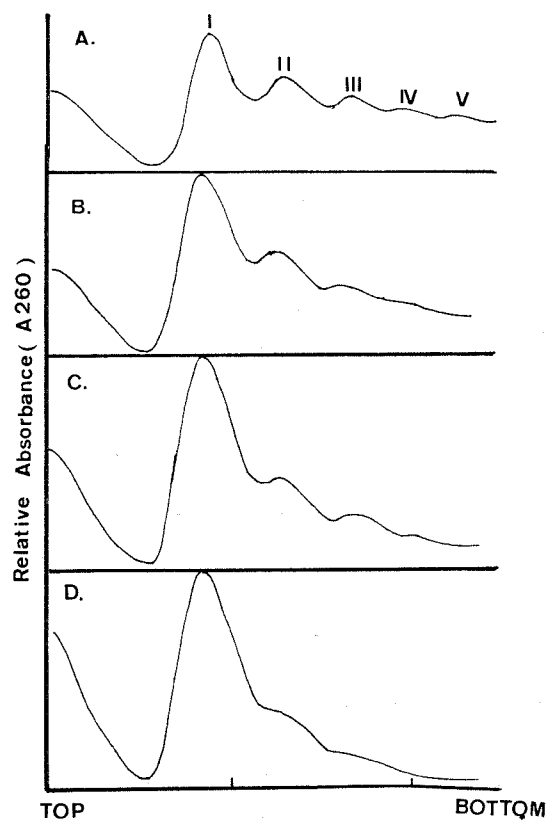 I
A.
II
III
IV
V
B.
Relative Absorbance( A260 )
C.
D.
TOP
BOTTOM